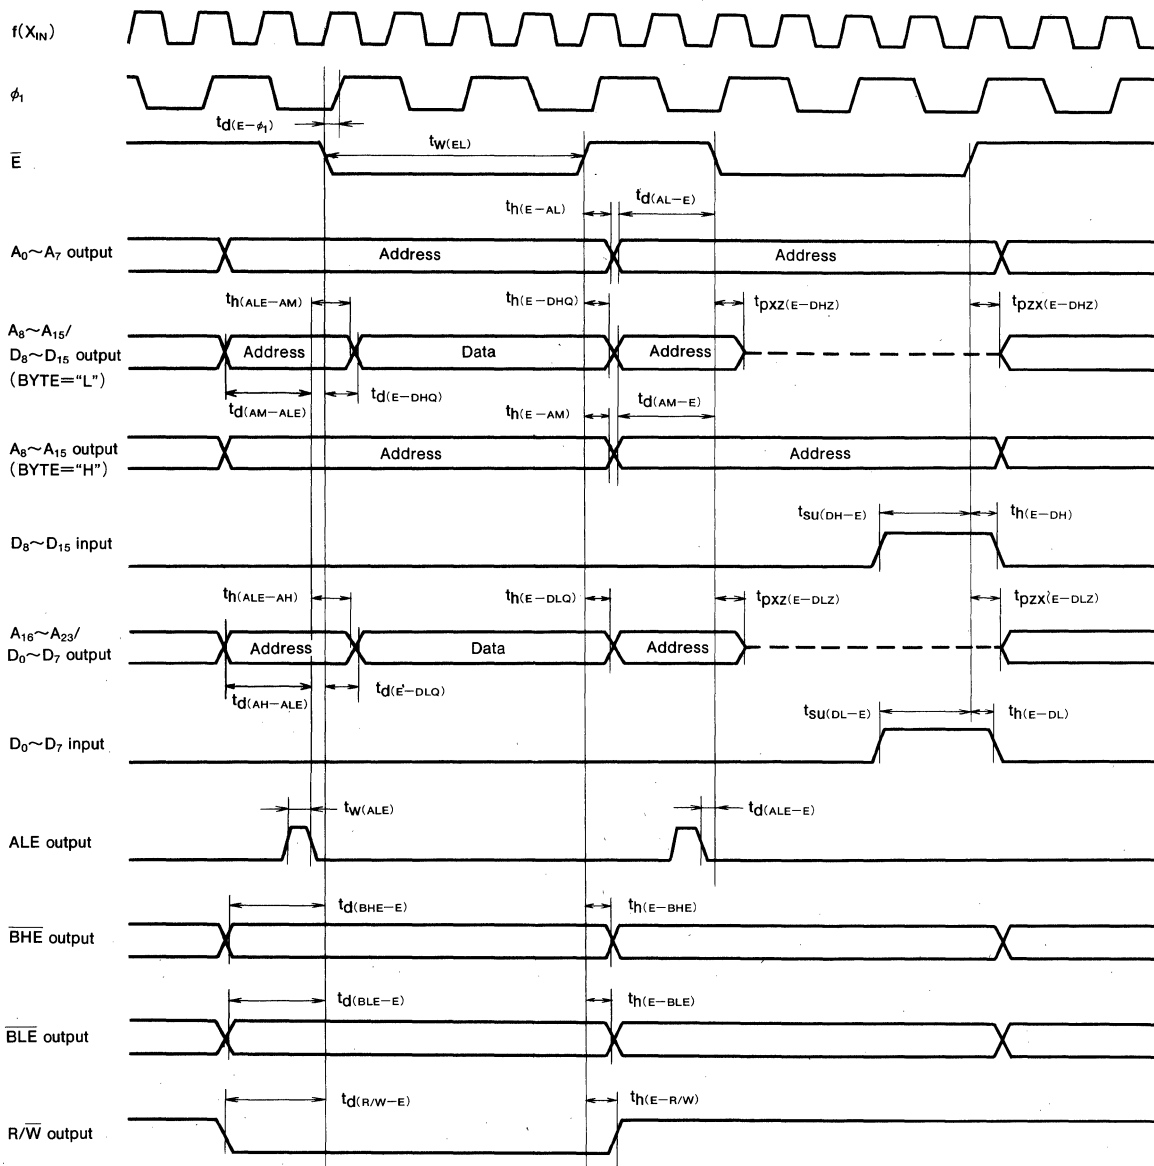 f(XIN)
ϕ1
td(E−ϕ1)
tw(EL)
E̅
th(E−AL)
td(AL−E)
A0~A7 output
Address
Address
th(ALE−AM)
th(E−DHQ)
tpxz(E−DHZ)
tpzx(E−DHZ)
A8~A15/
D8~D15 output
(BYTE="L")
Address
Data
Address
td(AM−ALE)
td(E−DHQ)
th(E−AM)
td(AM−E)
A8~A15 output
(BYTE="H")
Address
Address
tsu(DH−E)
th(E−DH)
D8~D15 input
th(ALE−AH)
th(E−DLQ)
tpxz(E−DLZ)
tpzx(E−DLZ)
A16~A23/
D0~D7 output
Address
Data
Address
td(AH−ALE)
td(E−DLQ)
tsu(DL−E)
th(E−DL)
D0~D7 input
tw(ALE)
td(ALE−E)
ALE output
td(BHE−E)
th(E−BHE)
B̅H̅E̅ output
td(BLE−E)
th(E−BLE)
B̅L̅E̅ output
td(R/W−E)
th(E−R/W)
R/W̅ output